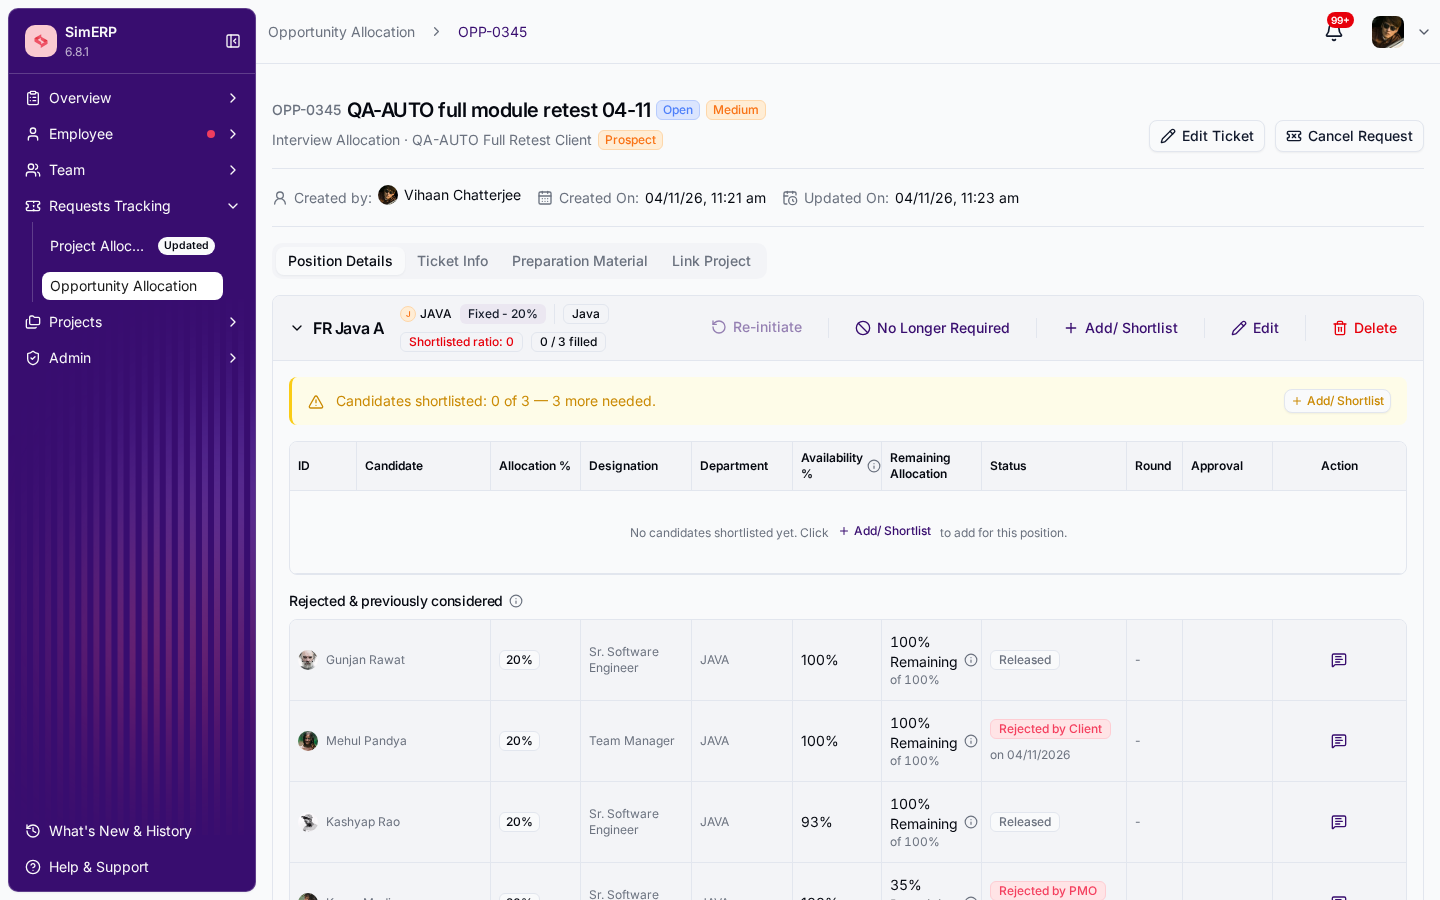 SimERP
6.8.1
Overview
Employee
Team
Requests Tracking
Project Alloc... Updated
Opportunity Allocation
Projects
Admin
What's New & History
Help & Support
Opportunity Allocation > OPP-0345
99+
OPP-0345 QA-AUTO full module retest 04-11 Open Medium
Interview Allocation · QA-AUTO Full Retest Client Prospect
Edit Ticket Cancel Request
Created by: Vihaan Chatterjee Created On: 04/11/26, 11:21 am Updated On: 04/11/26, 11:23 am
Position Details Ticket Info Preparation Material Link Project
FR Java A J JAVA Fixed - 20% Java
Shortlisted ratio: 0 0 / 3 filled
Re-initiate No Longer Required + Add/ Shortlist Edit Delete
Candidates shortlisted: 0 of 3 — 3 more needed. + Add/ Shortlist
ID Candidate Allocation % Designation Department Availability % Remaining Allocation Status Round Approval Action
No candidates shortlisted yet. Click + Add/ Shortlist to add for this position.
Rejected & previously considered
Gunjan Rawat 20% Sr. Software Engineer JAVA 100% 100% Remaining of 100% Released -
Mehul Pandya 20% Team Manager JAVA 100% 100% Remaining of 100% Rejected by Client on 04/11/2026 -
Kashyap Rao 20% Sr. Software Engineer JAVA 93% 100% Remaining of 100% Released -
Sr. Software 35% Rejected by PMO